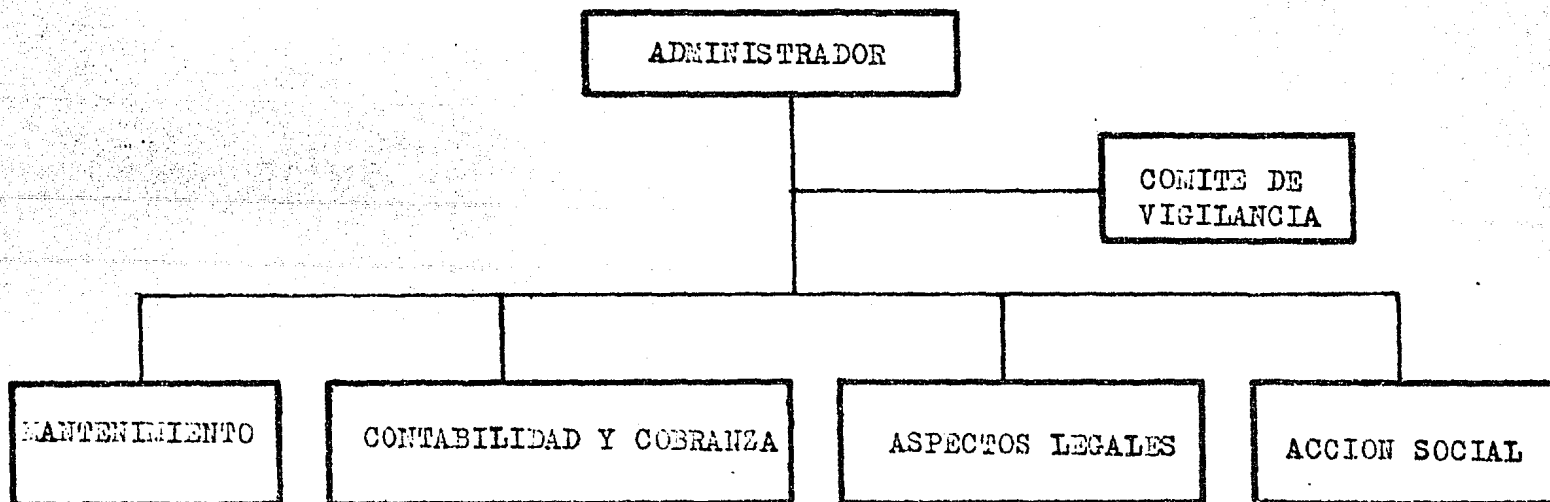 ADMINISTRADOR
COMITE DE
VIGILANCIA
MANTENIMIENTO
CONTABILIDAD Y COBRANZA
ASPECTOS LEGALES
ACCION SOCIAL